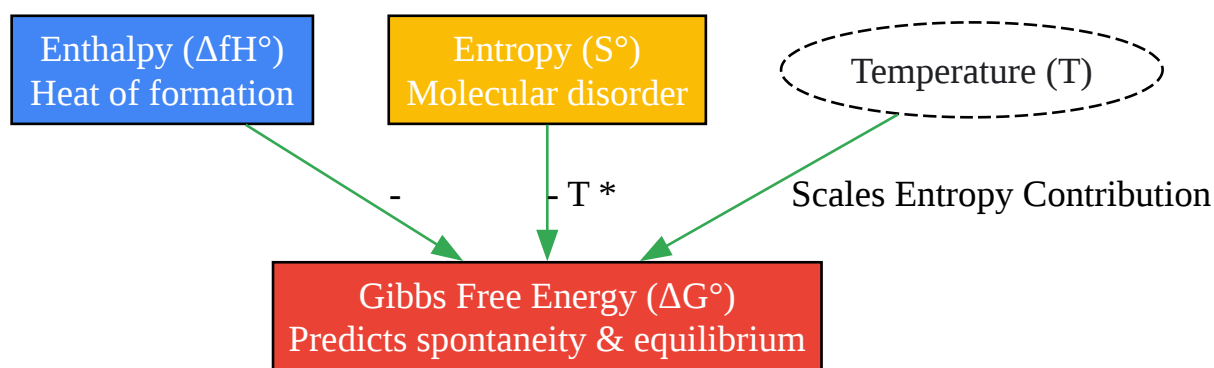 Enthalpy (ΔfH°)
Heat of formation
Entropy (S°)
Molecular disorder
Temperature (T)
-
- T *
Scales Entropy Contribution
Gibbs Free Energy (ΔG°)
Predicts spontaneity & equilibrium